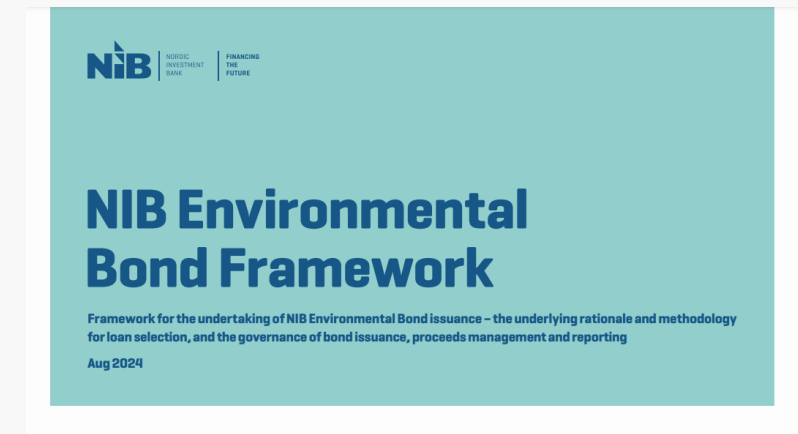 NiB
NORDIC
INVESTMENT
BANK
FINANCING
THE
FUTURE
NIB Environmental
Bond Framework
Framework for the undertaking of NIB Environmental Bond issuance – the underlying rationale and methodology
for loan selection, and the governance of bond issuance, proceeds management and reporting
Aug 2024